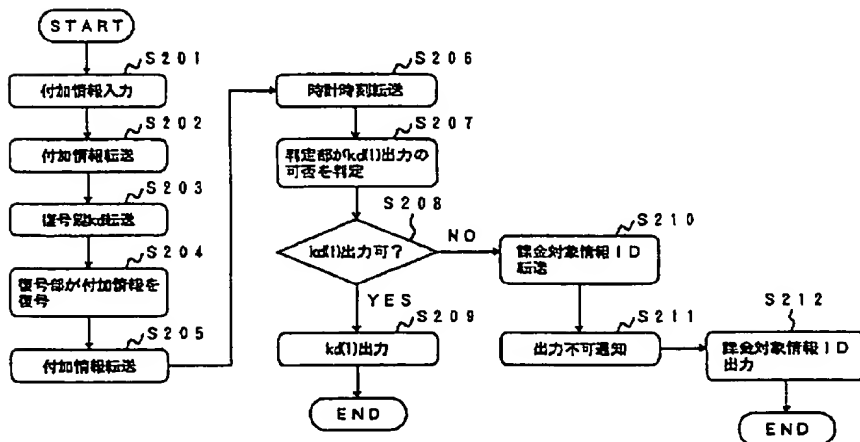 START
S201
付加情報入力
S202
付加情報転送
S203
復号鍵kd転送
S204
復号部が付加情報を
復号
S205
付加情報転送
S206
時計時刻転送
S207
判定部がkd(1)出力の
可否を判定
S208
kd(1)出力可?
NO
YES
S209
kd(1)出力
END
S210
課金対象情報ID
転送
S211
出力不可通知
S212
課金対象情報ID
出力
END